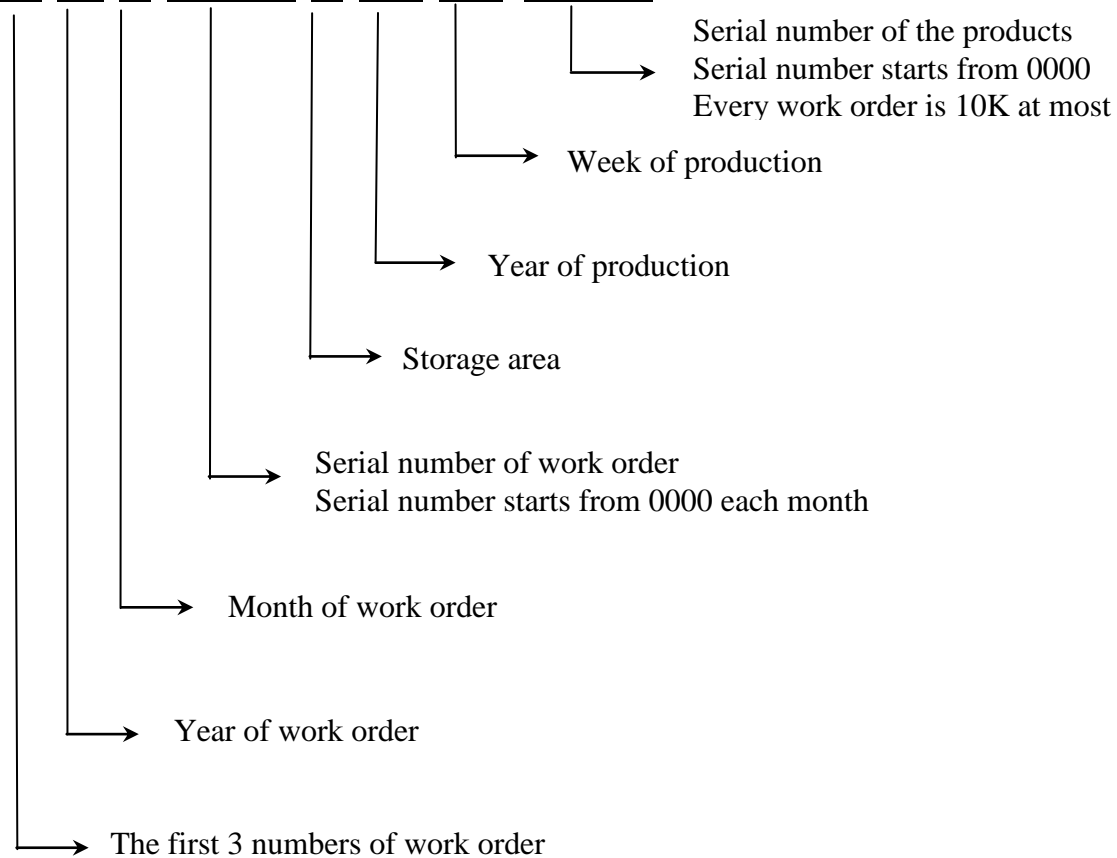 Serial number of the products
Serial number starts from 0000
Every work order is 10K at most
Week of production
Year of production
Storage area
Serial number of work order
Serial number starts from 0000 each month
Month of work order
Year of work order
The first 3 numbers of work order